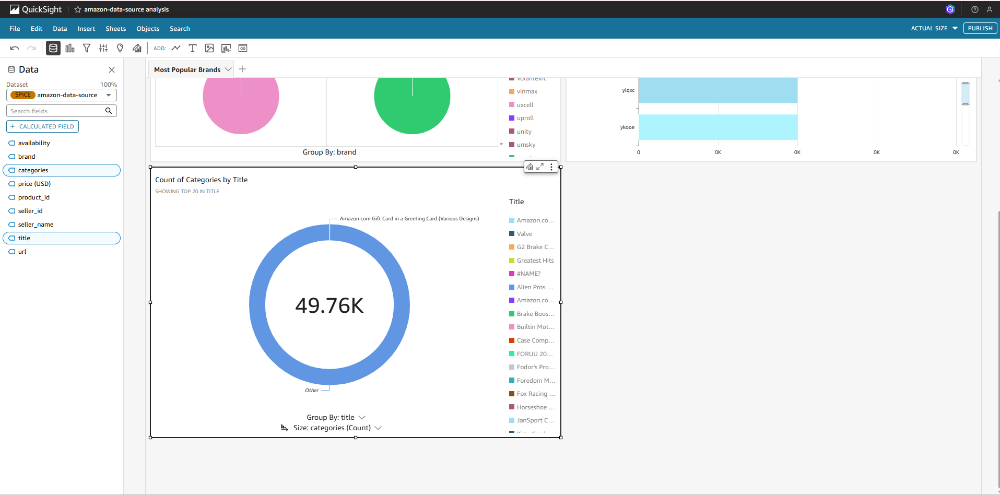 QuickSight
amazon-data-source analysis
File Edit Data Insert Sheets Objects Search
ACTUAL SIZE
PUBLISH
ADD:
Data
Dataset 100%
SPICE amazon-data-source
Search fields
+ CALCULATED FIELD
availability
brand
categories
price (USD)
product_id
seller_id
seller_name
title
url
Most Popular Brands
volantexrc
vinmax
uxcell
uproll
unity
umsky
Group By: brand
ylqxc
ykooe
0 0K 0K 0K 0K
Count of Categories by Title
SHOWING TOP 20 IN TITLE
Amazon.com Gift Card in a Greeting Card (Various Designs)
49.76K
Other
Group By: title
Size: categories (Count)
Title
Amazon.co...
Valve
G2 Brake C...
Greatest Hits
#NAME?
Alien Pros ...
Amazon.co...
Brake Boos...
Builtin Mot...
Case Comp...
FORUU 20...
Fodor's Pro...
Foredom M...
Fox Racing ...
Horseshoe ...
JanSport C...